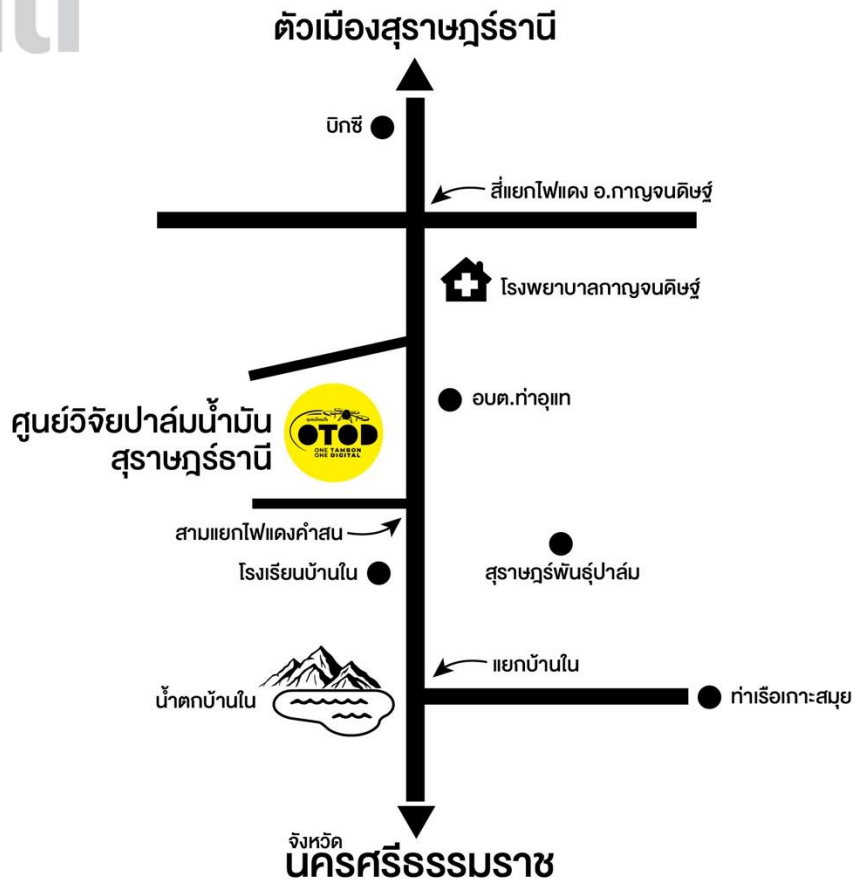 ตัวเมืองสุราษฎร์ธานี
บิกซี
สี่แยกไฟแดง อ.กาญจนดิษฐ์
โรงพยาบาลกาญจนดิษฐ์
อบต.ท่าอุแท
ศูนย์วิจัยปาล์มน้ำมัน
สุราษฎร์ธานี
OTOD
ONE TAMBON
ONE DIGITAL
สามแยกไฟแดงคำสน
โรงเรียนบ้านใน
สุราษฎร์พันธุ์ปาล์ม
แยกบ้านใน
น้ำตกบ้านใน
ท่าเรือเกาะสมุย
จังหวัด
นครศรีธรรมราช